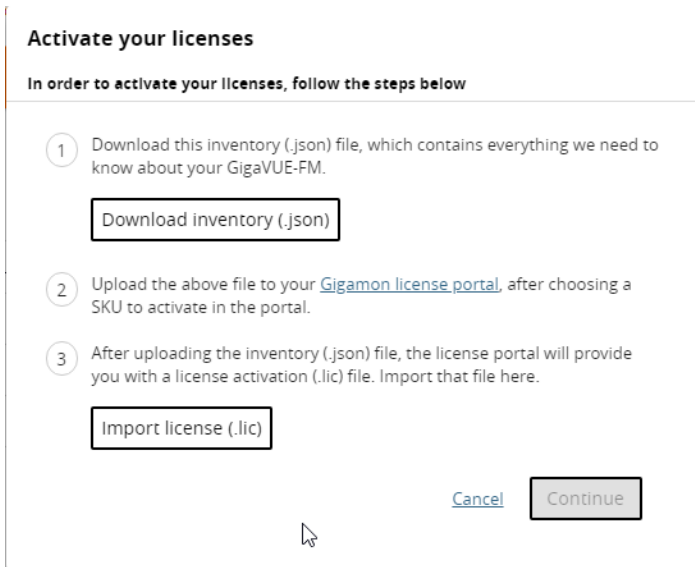 Activate your licenses
In order to activate your licenses, follow the steps below
1 Download this inventory (.json) file, which contains everything we need to
know about your GigaVUE-FM.
Download inventory (.json)
2 Upload the above file to your Gigamon license portal, after choosing a
SKU to activate in the portal.
3 After uploading the inventory (.json) file, the license portal will provide
you with a license activation (.lic) file. Import that file here.
Import license (.lic)
Cancel Continue